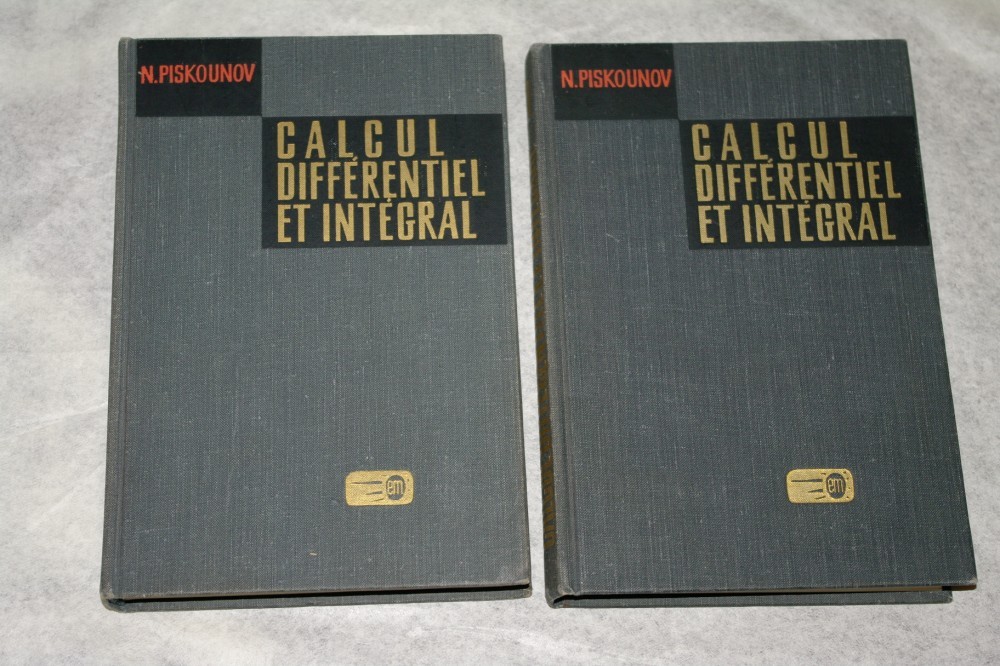 N.PISKOUNOV
CALCUL
DIFFÉRENTIEL
ET INTÉGRAL
em
N.PISKOUNOV
CALCUL
DIFFÉRENTIEL
ET INTÉGRAL
em